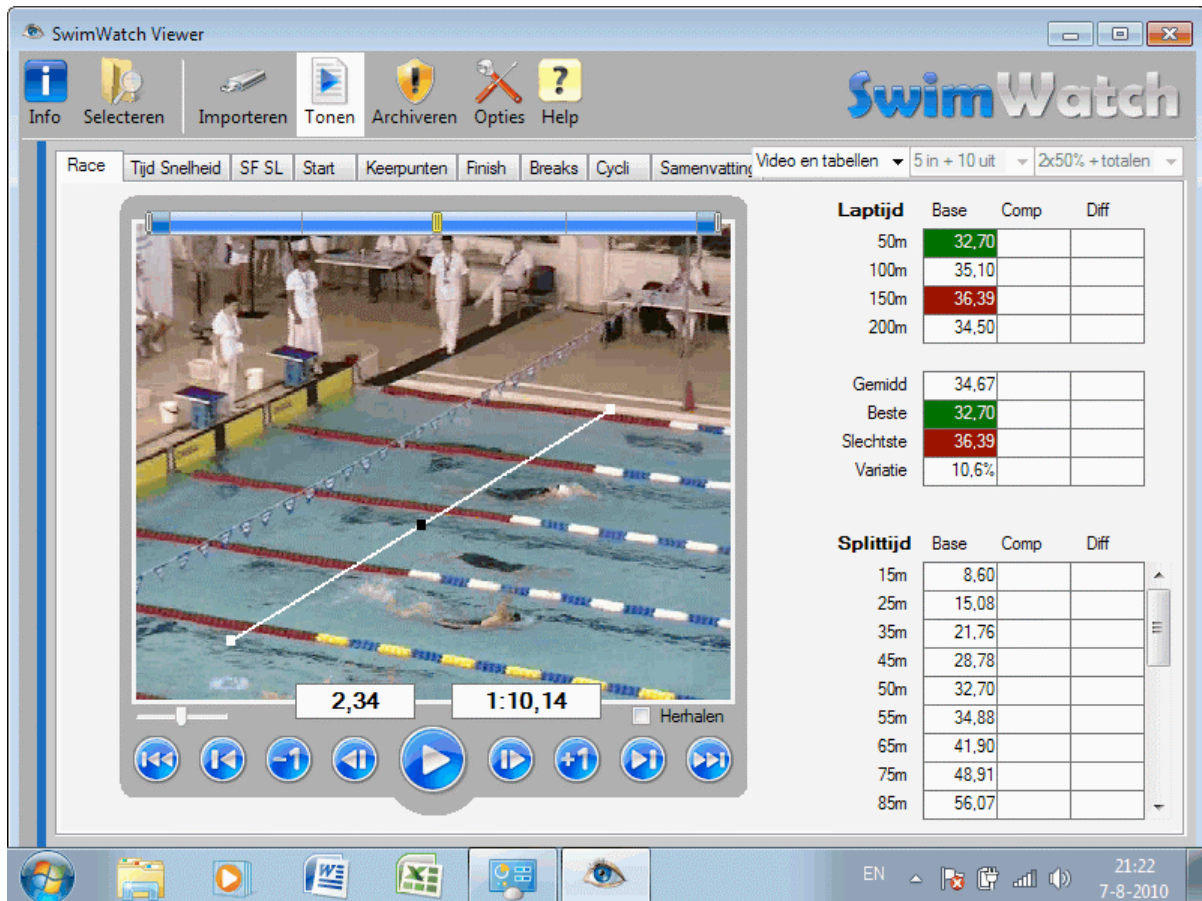 SwimWatch Viewer
Info Selecteren Importeren Tonen Archiveren Opties Help
SwimWatch
Race Tijd Snelheid SF SL Start Keerpunten Finish Breaks Cycli Samenvatting
Video en tabellen 5 in + 10 uit 2x50% + totalen
Laptijd Base Comp Diff
50m 32,70
100m 35,10
150m 36,39
200m 34,50
Gemidd 34,67
Beste 32,70
Slechtste 36,39
Variatie 10,6%
Splittijd Base Comp Diff
15m 8,60
25m 15,08
35m 21,76
45m 28,78
50m 32,70
55m 34,88
65m 41,90
75m 48,91
85m 56,07
2,34 1:10,14
Herhalen
-1 +1
EN 21:22
7-8-2010